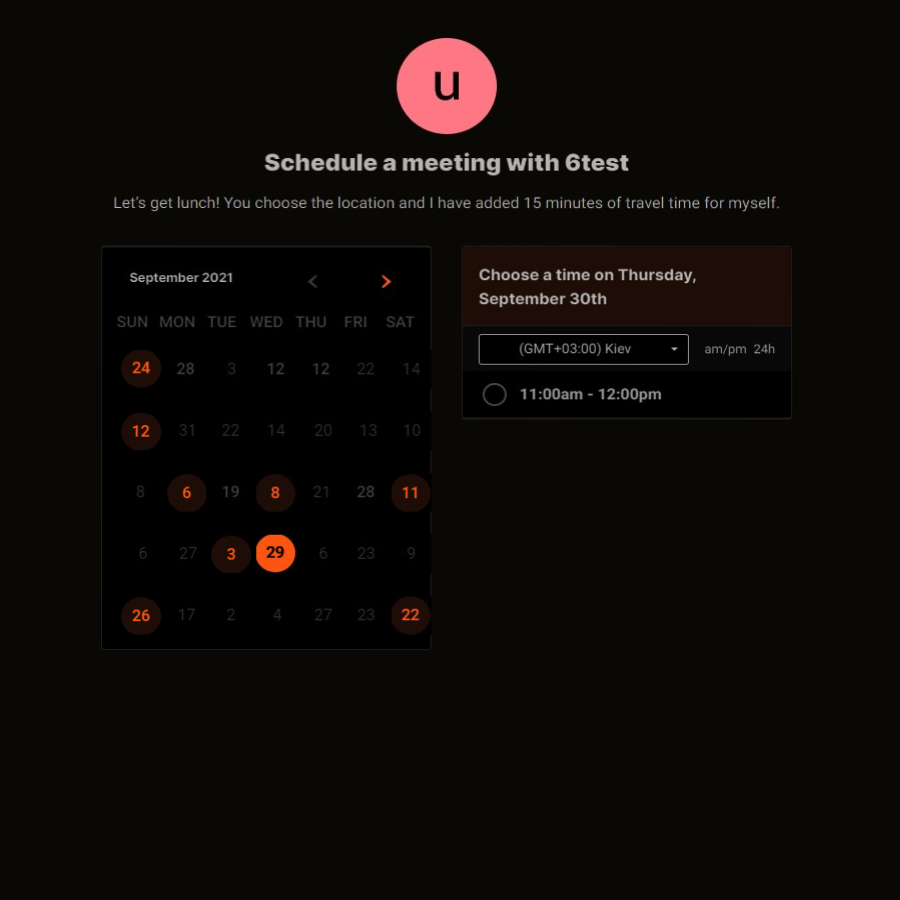 u
Schedule a meeting with 6test
Let's get lunch! You choose the location and I have added 15 minutes of travel time for myself.
September 2021
SUN MON TUE WED THU FRI SAT
24 28 3 12 12 22 14
12 31 22 14 20 13 10
8 6 19 8 21 28 11
6 27 3 29 6 23 9
26 17 2 4 27 23 22
Choose a time on Thursday,
September 30th
(GMT+03:00) Kiev am/pm 24h
11:00am - 12:00pm